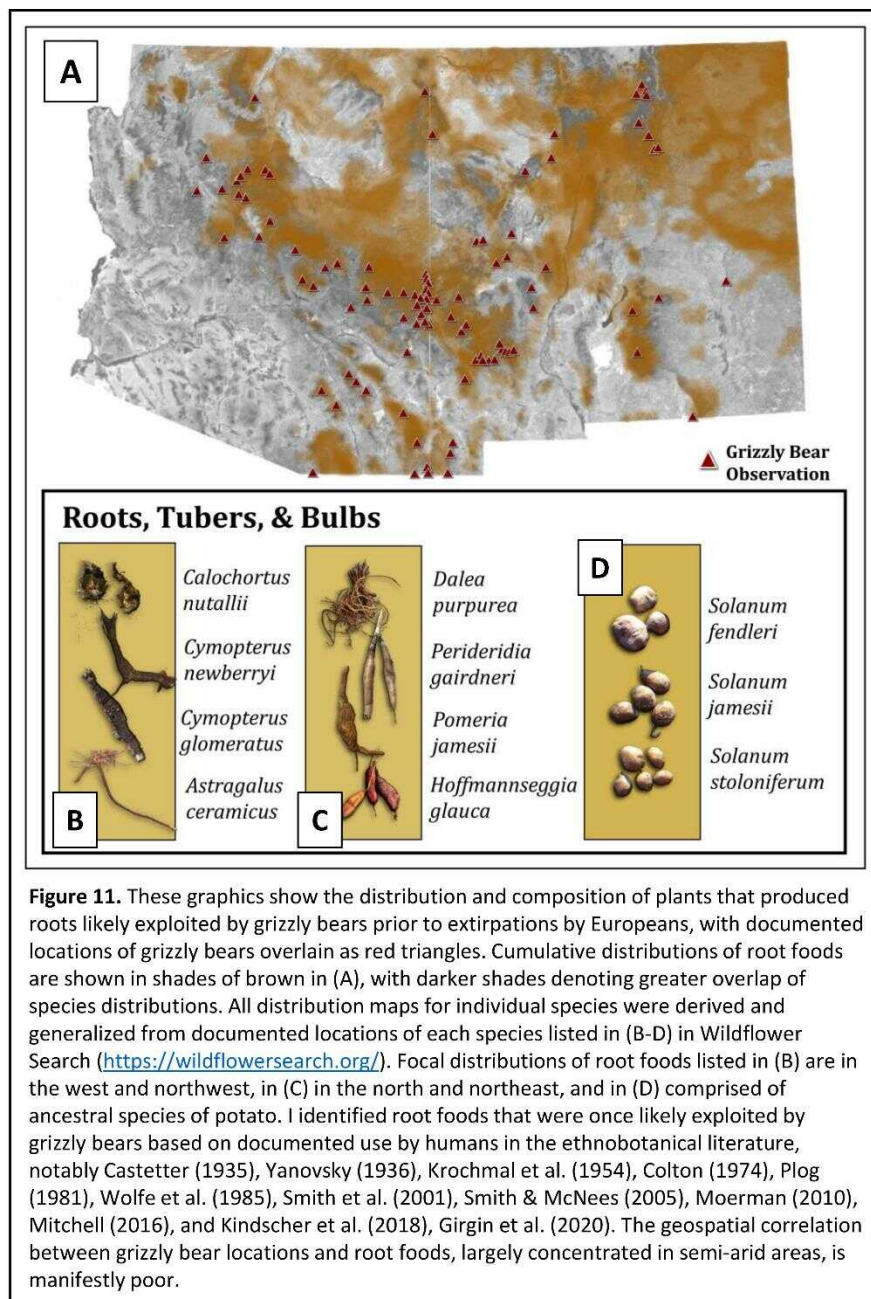 A
Grizzly Bear
Observation
Roots, Tubers, & Bulbs
Calochortus
nutallii
Cymopterus
newberryi
Cymopterus
glomeratus
Astragalus
ceramicus
B
Dalea
purpurea
Perideridia
gairdneri
Pomeria
jamesii
Hoffmannseggia
glauca
C
D
Solanum
fendleri
Solanum
jamesii
Solanum
stoloniferum
Figure 11. These graphics show the distribution and composition of plants that produced
roots likely exploited by grizzly bears prior to extirpations by Europeans, with documented
locations of grizzly bears overlain as red triangles. Cumulative distributions of root foods
are shown in shades of brown in (A), with darker shades denoting greater overlap of
species distributions. All distribution maps for individual species were derived and
generalized from documented locations of each species listed in (B-D) in Wildflower
Search (https://wildflowersearch.org/). Focal distributions of root foods listed in (B) are in
the west and northwest, in (C) in the north and northeast, and in (D) comprised of
ancestral species of potato. I identified root foods that were once likely exploited by
grizzly bears based on documented use by humans in the ethnobotanical literature,
notably Castetter (1935), Yanovsky (1936), Krochmal et al. (1954), Colton (1974), Plog
(1981), Wolfe et al. (1985), Smith et al. (2001), Smith & McNees (2005), Moerman (2010),
Mitchell (2016), and Kindscher et al. (2018), Girgin et al. (2020). The geospatial correlation
between grizzly bear locations and root foods, largely concentrated in semi-arid areas, is
manifestly poor.